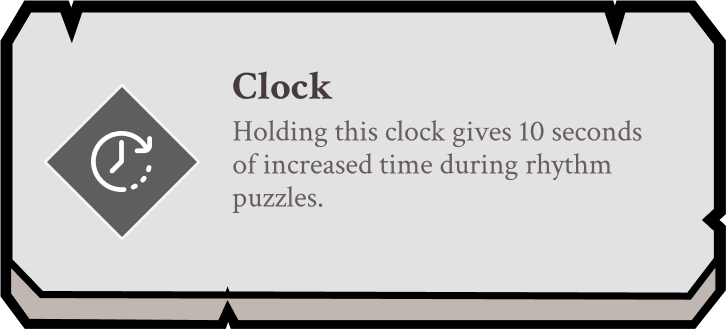 Clock
Holding this clock gives 10 seconds
of increased time during rhythm
puzzles.